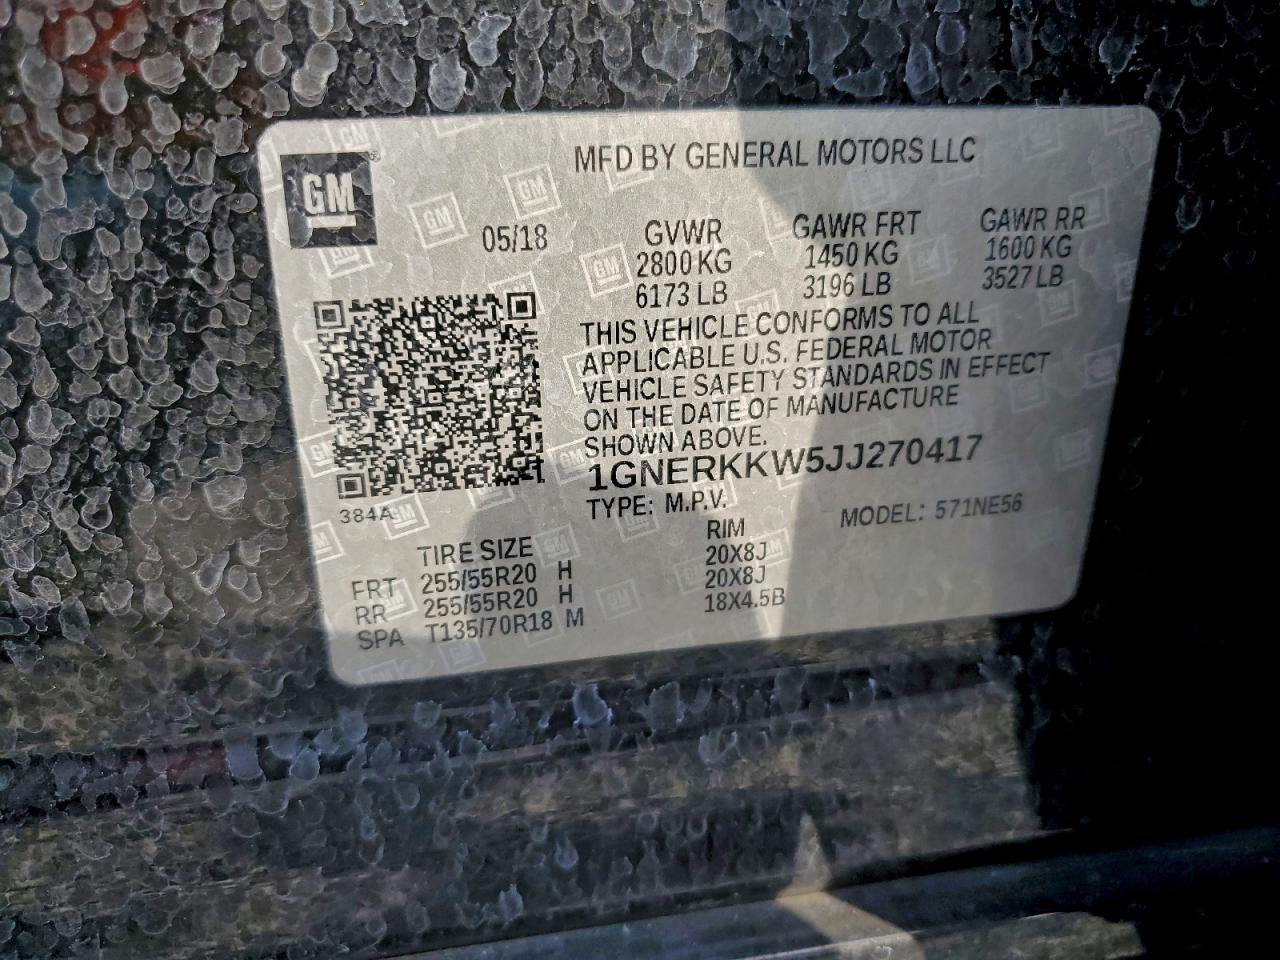 GM
MFD BY GENERAL MOTORS LLC
05/18
GVWR GAWR FRT GAWR RR
2800 KG 1450 KG 1600 KG
6173 LB 3196 LB 3527 LB
THIS VEHICLE CONFORMS TO ALL
APPLICABLE U.S. FEDERAL MOTOR
VEHICLE SAFETY STANDARDS IN EFFECT
ON THE DATE OF MANUFACTURE
SHOWN ABOVE.
1GNERKKW5JJ270417
TYPE: M.P.V. MODEL: 571NE56
384A
TIRE SIZE RIM
FRT 255/55R20 H 20X8J
RR 255/55R20 H 20X8J
SPA T135/70R18 M 18X4.5B